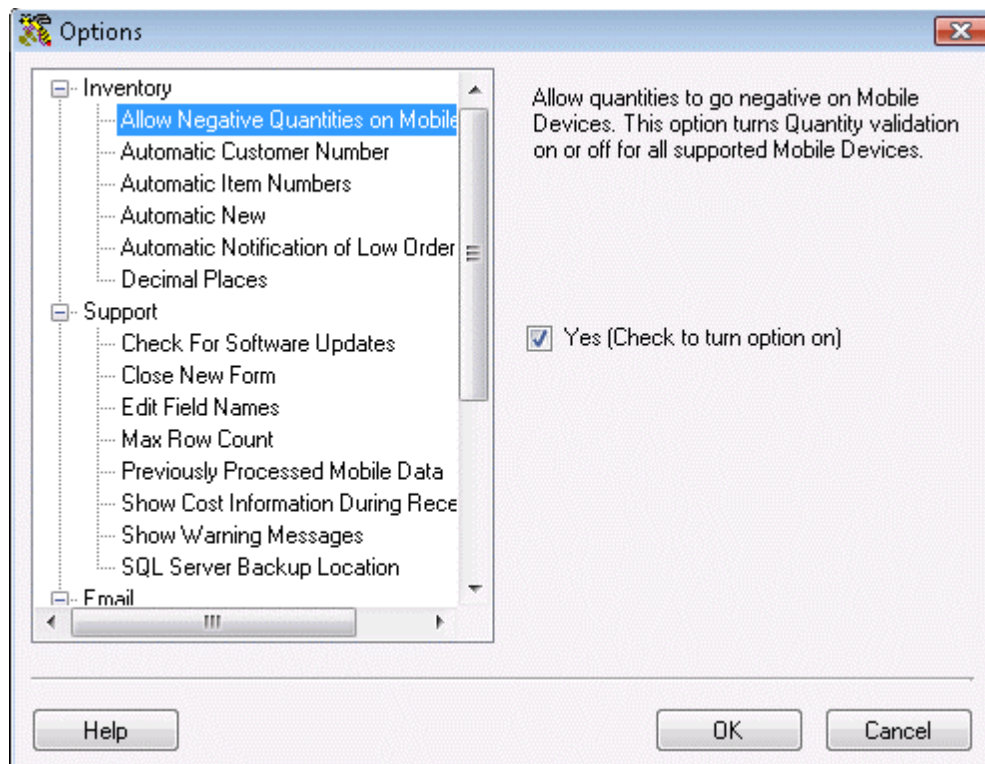 Options
Inventory
Allow Negative Quantities on Mobile
Automatic Customer Number
Automatic Item Numbers
Automatic New
Automatic Notification of Low Order
Decimal Places
Support
Check For Software Updates
Close New Form
Edit Field Names
Max Row Count
Previously Processed Mobile Data
Show Cost Information During Rece
Show Warning Messages
SQL Server Backup Location
Email
Allow quantities to go negative on Mobile
Devices. This option turns Quantity validation
on or off for all supported Mobile Devices.
Yes (Check to turn option on)
Help
OK
Cancel